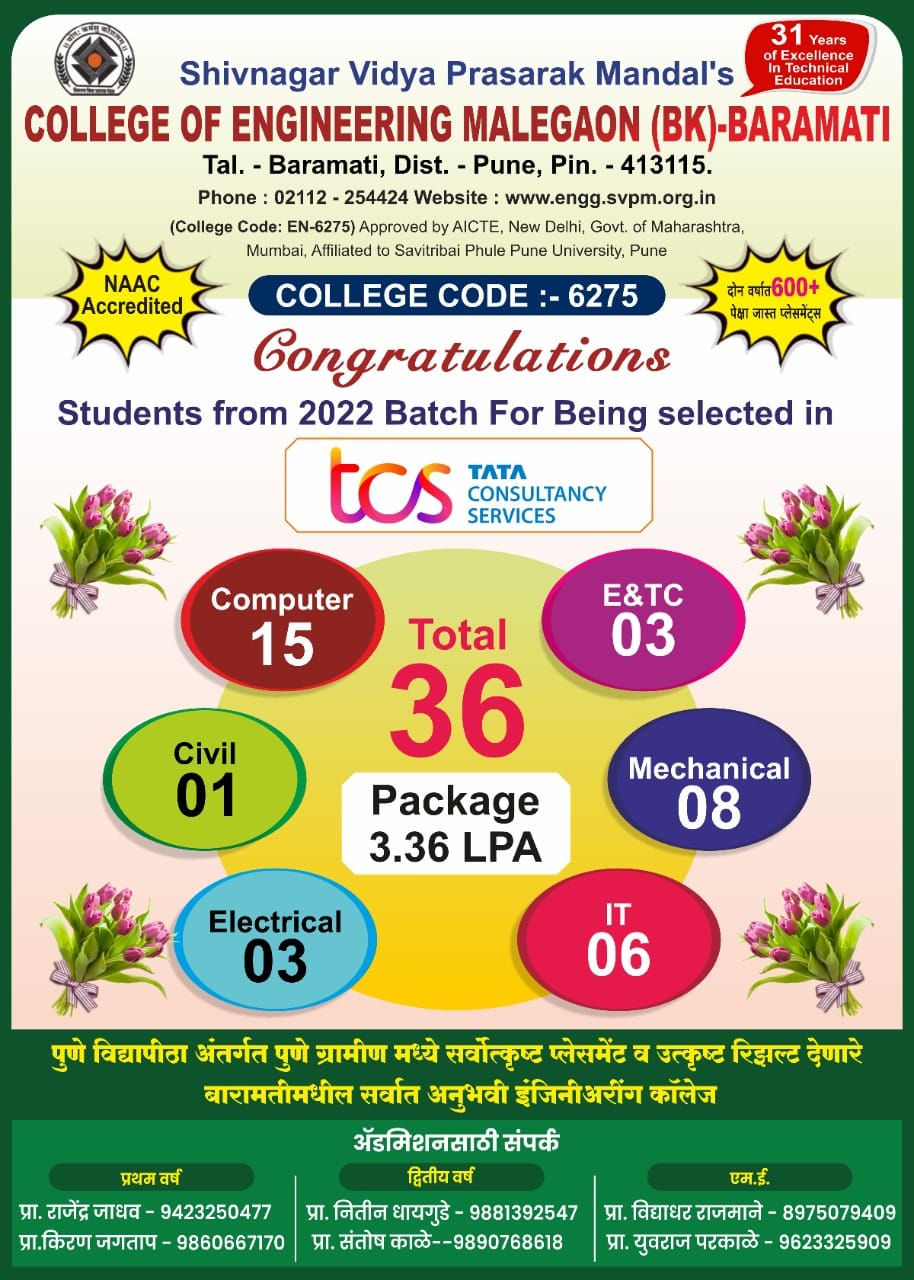 31 Years
of Excellence
In Technical
Education
Shivnagar Vidya Prasarak Mandal's
COLLEGE OF ENGINEERING MALEGAON (BK)-BARAMATI
Tal. - Baramati, Dist. - Pune, Pin. - 413115.
Phone : 02112 - 254424 Website : www.engg.svpm.org.in
(College Code: EN-6275) Approved by AICTE, New Delhi, Govt. of Maharashtra,
Mumbai, Affiliated to Savitribai Phule Pune University, Pune
NAAC
Accredited
COLLEGE CODE :- 6275
दोन वर्षात 600+
पेक्षा जास्त प्लेसमेंट्स
Congratulations
Students from 2022 Batch For Being selected in
tcs TATA
CONSULTANCY
SERVICES
Computer
15
E&TC
03
Total
36
Civil
01
Mechanical
08
Package
3.36 LPA
Electrical
03
IT
06
पुणे विद्यापीठा अंतर्गत पुणे ग्रामीण मध्ये सर्वोत्कृष्ट प्लेसमेंट व उत्कृष्ट रिझल्ट देणारे
बारामतीमधील सर्वात अनुभवी इंजिनीअरींग कॉलेज
ॲडमिशनसाठी संपर्क
प्रथम वर्ष
प्रा. राजेंद्र जाधव - 9423250477
प्रा.किरण जगताप - 9860667170
द्वितीय वर्ष
प्रा. नितीन धायगुडे - 9881392547
प्रा. संतोष काळे--9890768618
एम.ई.
प्रा. विद्याधर राजमाने - 8975079409
प्रा. युवराज परकाळे - 9623325909